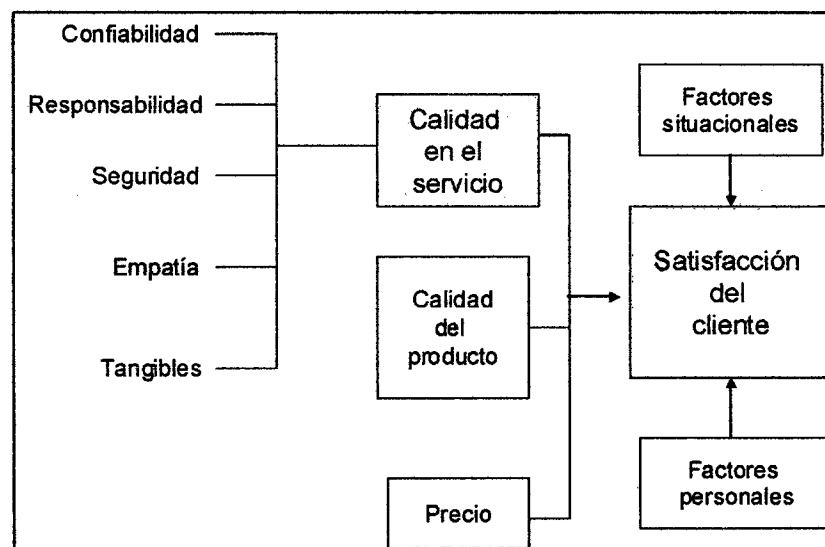 Confiabilidad
Responsabilidad
Seguridad
Empatía
Tangibles
Calidad
en el
servicio
Calidad
del
producto
Precio
Factores
situacionales
Satisfacción
del
cliente
Factores
personales